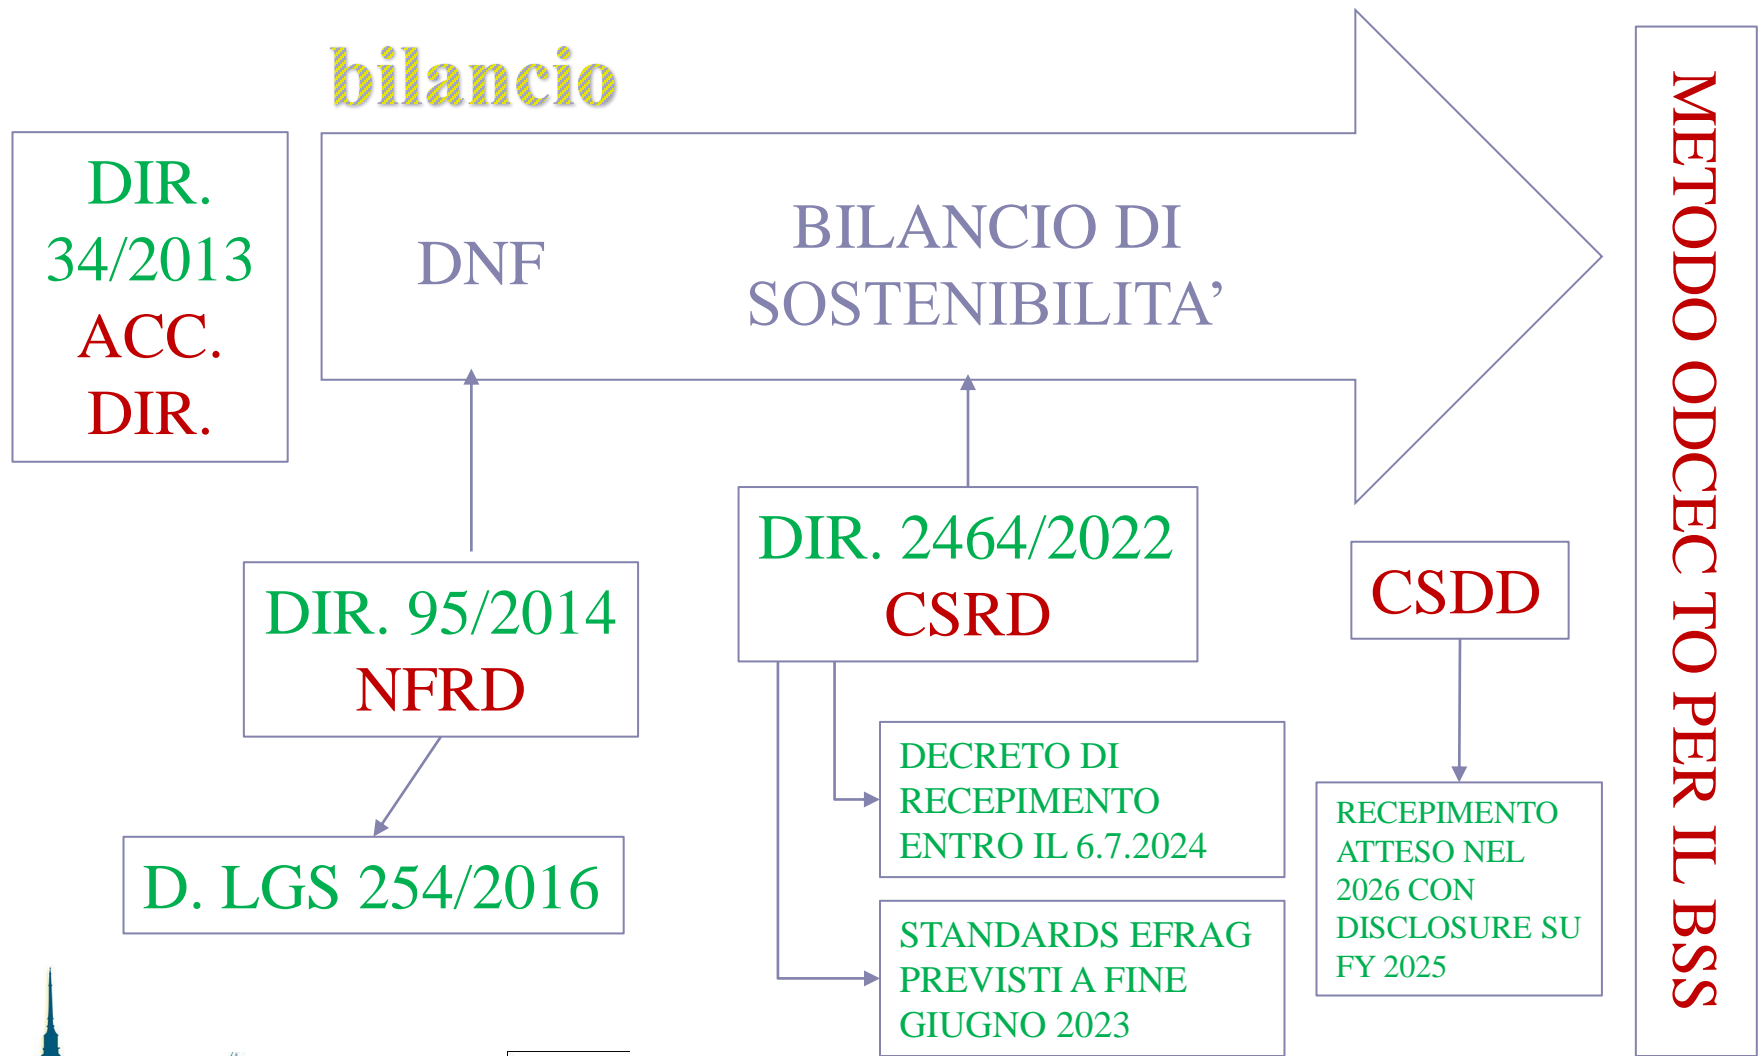 bilancio
DIR.
34/2013
ACC.
DIR.
DNF
BILANCIO DI
SOSTENIBILITA’
DIR. 95/2014
NFRD
D. LGS 254/2016
DIR. 2464/2022
CSRD
DECRETO DI
RECEPIMENTO
ENTRO IL 6.7.2024
STANDARDS EFRAG
PREVISTI A FINE
GIUGNO 2023
CSDD
RECEPIMENTO
ATTESO NEL
2026 CON
DISCLOSURE SU
FY 2025
METODO ODCEC TO PER IL BSSS